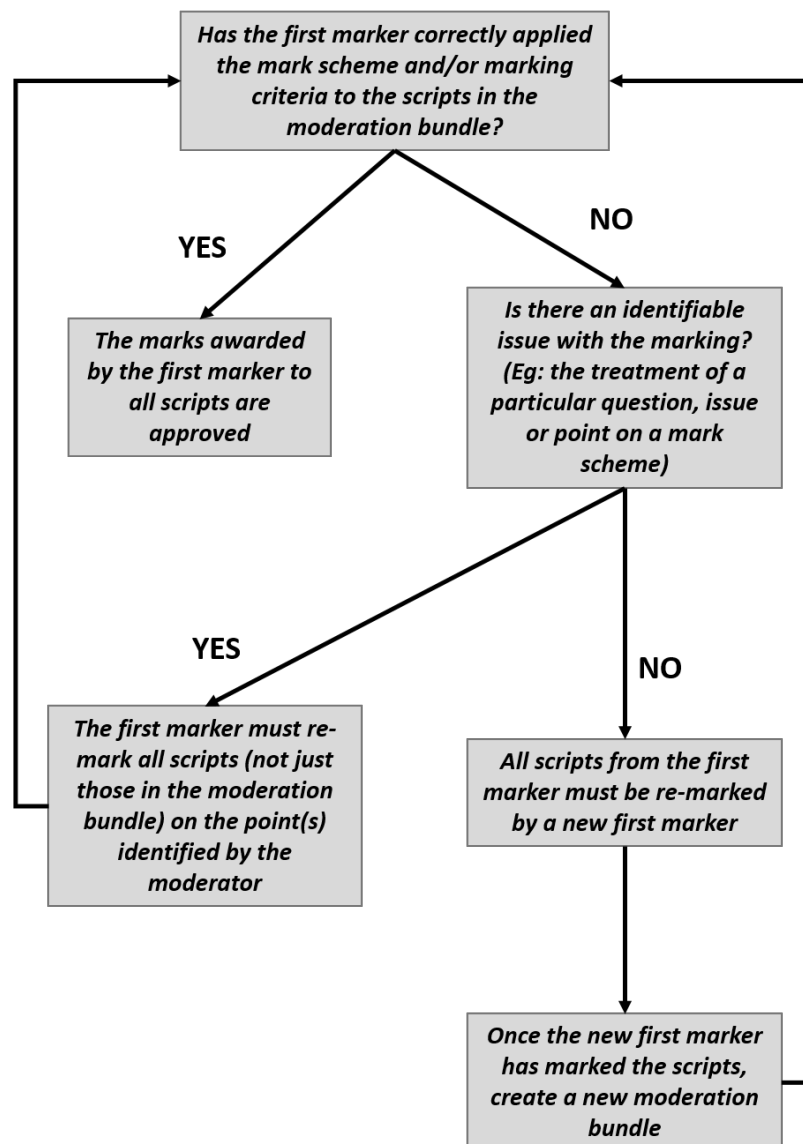 Has the first marker correctly applied
the mark scheme and/or marking
criteria to the scripts in the
moderation bundle?
YES
NO
The marks awarded
by the first marker to
all scripts are
approved
Is there an identifiable
issue with the marking?
(Eg: the treatment of a
particular question, issue
or point on a mark
scheme)
YES
NO
The first marker must re-
mark all scripts (not just
those in the moderation
bundle) on the point(s)
identified by the
moderator
All scripts from the first
marker must be re-marked
by a new first marker
Once the new first marker
has marked the scripts,
create a new moderation
bundle